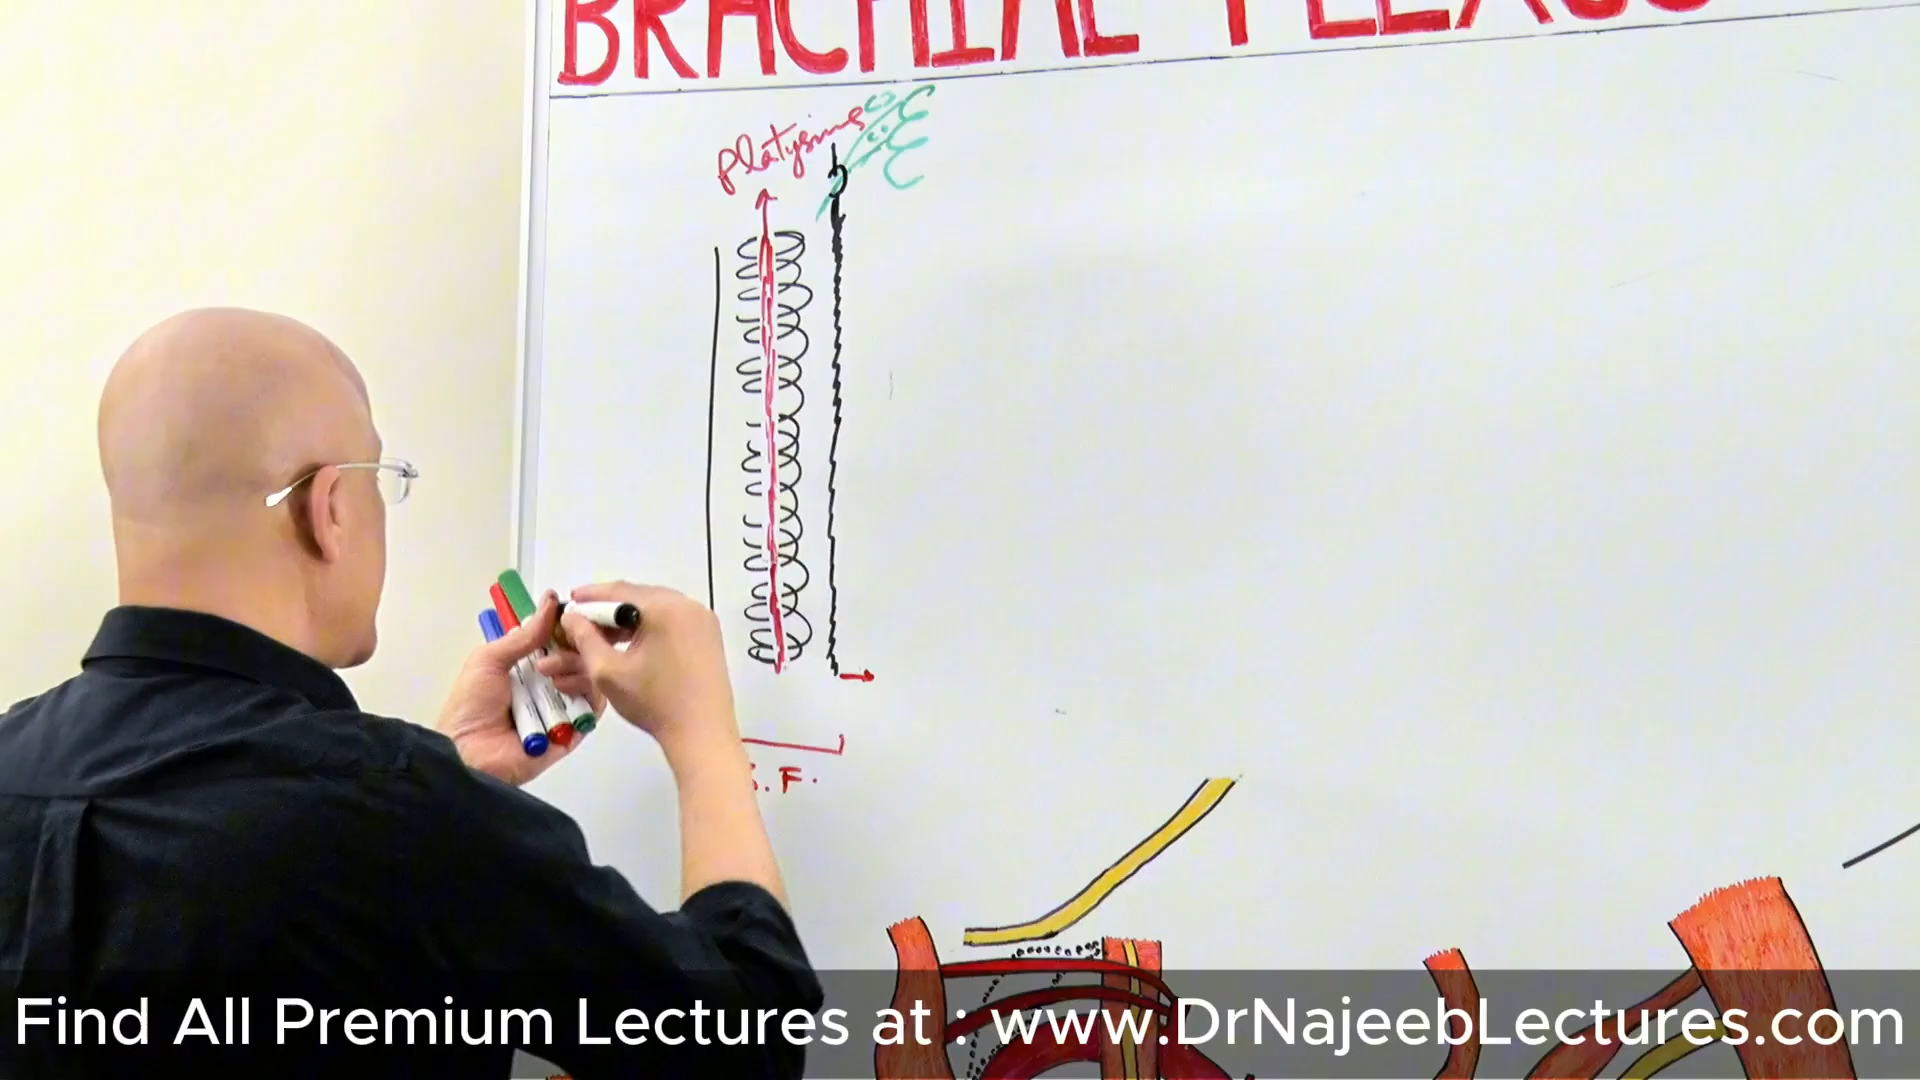 BRACHIAL PLEXUS
Platysma
S.F.
Find All Premium Lectures at : www.DrNajeebLectures.com